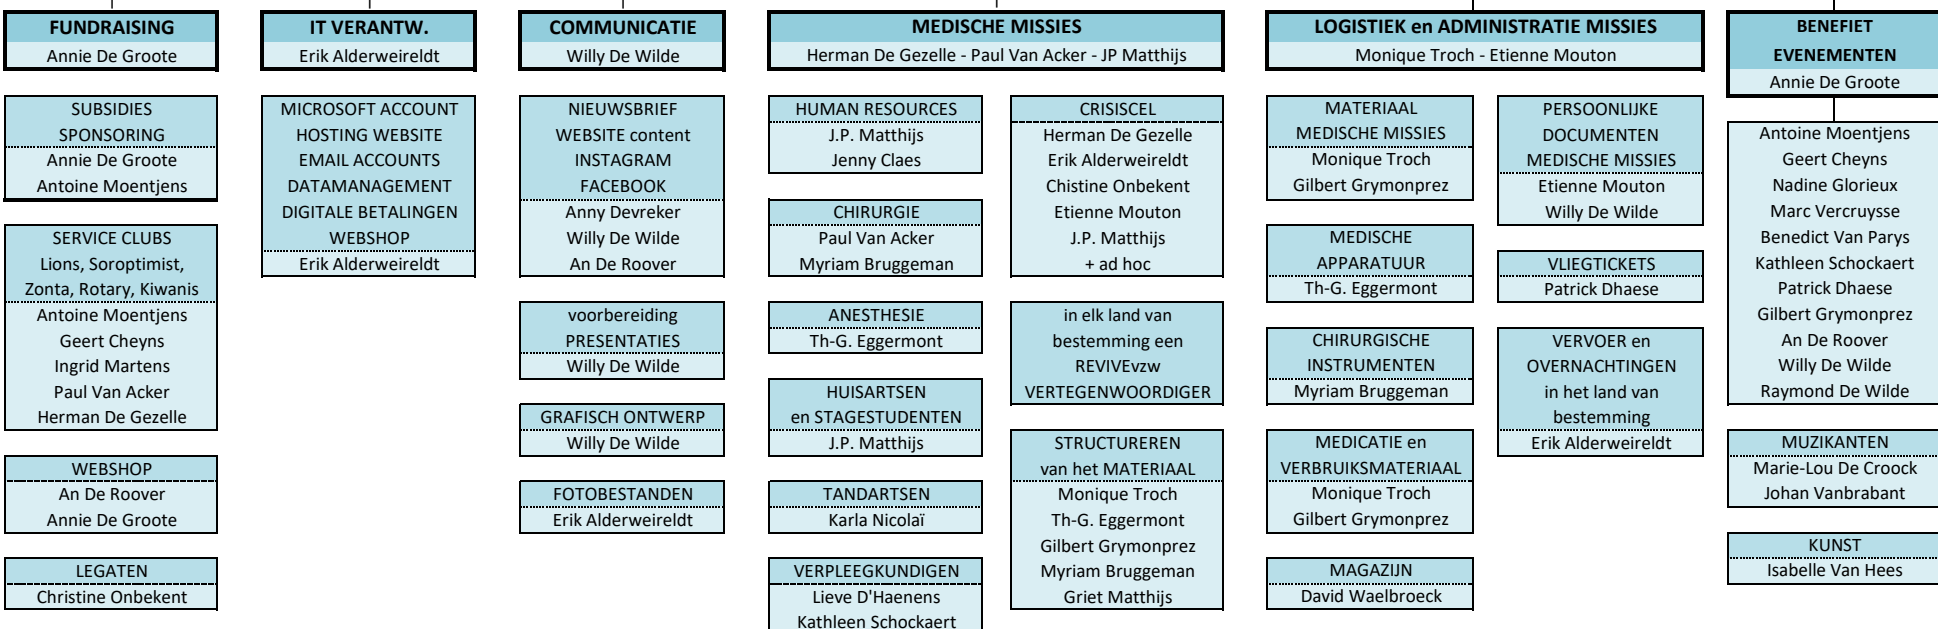 FUNDRAISING
Annie De Groote
SUBSIDIES
SPONSORING
Annie De Groote
Antoine Moentjens
SERVICE CLUBS
Lions, Soroptimist,
Zonta, Rotary, Kiwanis
Antoine Moentjens
Geert Cheyns
Ingrid Martens
Paul Van Acker
Herman De Gezelle
WEBSHOP
An De Roover
Annie De Groote
LEGATEN
Christine Onbekent
IT VERANTW.
Erik Alderweireldt
MICROSOFT ACCOUNT
HOSTING WEBSITE
EMAIL ACCOUNTS
DATAMANAGEMENT
DIGITALE BETALINGEN
WEBSHOP
Erik Alderweireldt
COMMUNICATIE
Willy De Wilde
NIEUWSBRIEF
WEBSITE content
INSTAGRAM
FACEBOOK
Anny Devreker
Willy De Wilde
An De Roover
voorbereiding
PRESENTATIES
Willy De Wilde
GRAFISCH ONTWERP
Willy De Wilde
FOTOBESTANDEN
Erik Alderweireldt
MEDISCHE MISSIES
Herman De Gezelle - Paul Van Acker - JP Matthijs
HUMAN RESOURCES
J.P. Matthijs
Jenny Claes
CHIRURGIE
Paul Van Acker
Myriam Bruggeman
ANESTHESIE
Th-G. Eggermont
HUISARTSEN
en STAGESTUDENTEN
J.P. Matthijs
TANDARTSEN
Karla Nicolaï
VERPLEEGKUNDIGEN
Lieve D'Haenens
Kathleen Schockaert
CRISISCEL
Herman De Gezelle
Erik Alderweireldt
Chistine Onbekent
Etienne Mouton
J.P. Matthijs
+ ad hoc
in elk land van
bestemming een
REVIVEvzw
VERTEGENWOORDIGER
STRUCTUREREN
van het MATERIAAL
Monique Troch
Th-G. Eggermont
Gilbert Grymonprez
Myriam Bruggeman
Griet Matthijs
LOGISTIEK en ADMINISTRATIE MISSIES
Monique Troch - Etienne Mouton
MATERIAAL
MEDISCHE MISSIES
Monique Troch
Gilbert Grymonprez
MEDISCHE
APPARATUUR
Th-G. Eggermont
CHIRURGISCHE
INSTRUMENTEN
Myriam Bruggeman
MEDICATIE en
VERBRUIKSMATERIAAL
Monique Troch
Gilbert Grymonprez
MAGAZIJN
David Waelbroeck
PERSOONLIJKE
DOCUMENTEN
MEDISCHE MISSIES
Etienne Mouton
Willy De Wilde
VLIEGTICKETS
Patrick Dhaese
VERVOER en
OVERNACHTINGEN
in het land van
bestemming
Erik Alderweireldt
BENEFIET
EVENEMENTEN
Annie De Groote
Antoine Moentjens
Geert Cheyns
Nadine Glorieux
Marc Vercruysse
Benedict Van Parys
Kathleen Schockaert
Patrick Dhaese
Gilbert Grymonprez
An De Roover
Willy De Wilde
Raymond De Wilde
MUZIKANTEN
Marie-Lou De Croock
Johan Vanbrabant
KUNST
Isabelle Van Hees